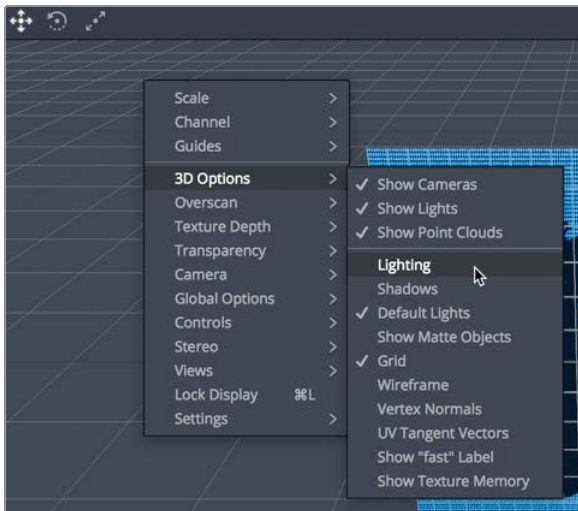 Scale
Channel
Guides
3D Options
Overscan
Texture Depth
Transparency
Camera
Global Options
Controls
Stereo
Views
Lock Display ⌘L
Settings
Show Cameras
Show Lights
Show Point Clouds
Lighting
Shadows
Default Lights
Show Matte Objects
Grid
Wireframe
Vertex Normals
UV Tangent Vectors
Show "fast" Label
Show Texture Memory